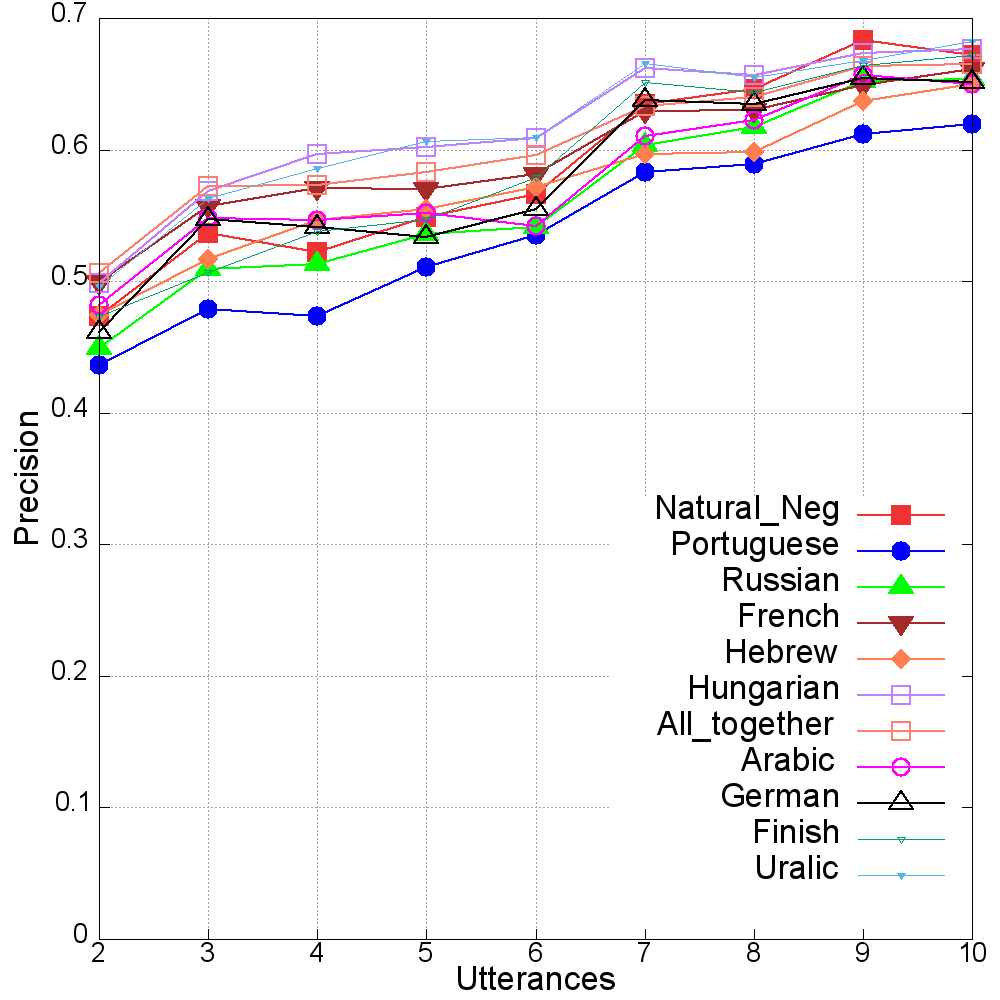 0.7
0.6
0.5
0.4
0.3
0.2
0.1
0
Precision
Natural_Neg
Portuguese
Russian
French
Hebrew
Hungarian
All_together
Arabic
German
Finish
Uralic
2 3 4 5 6 7 8 9 10
Utterances